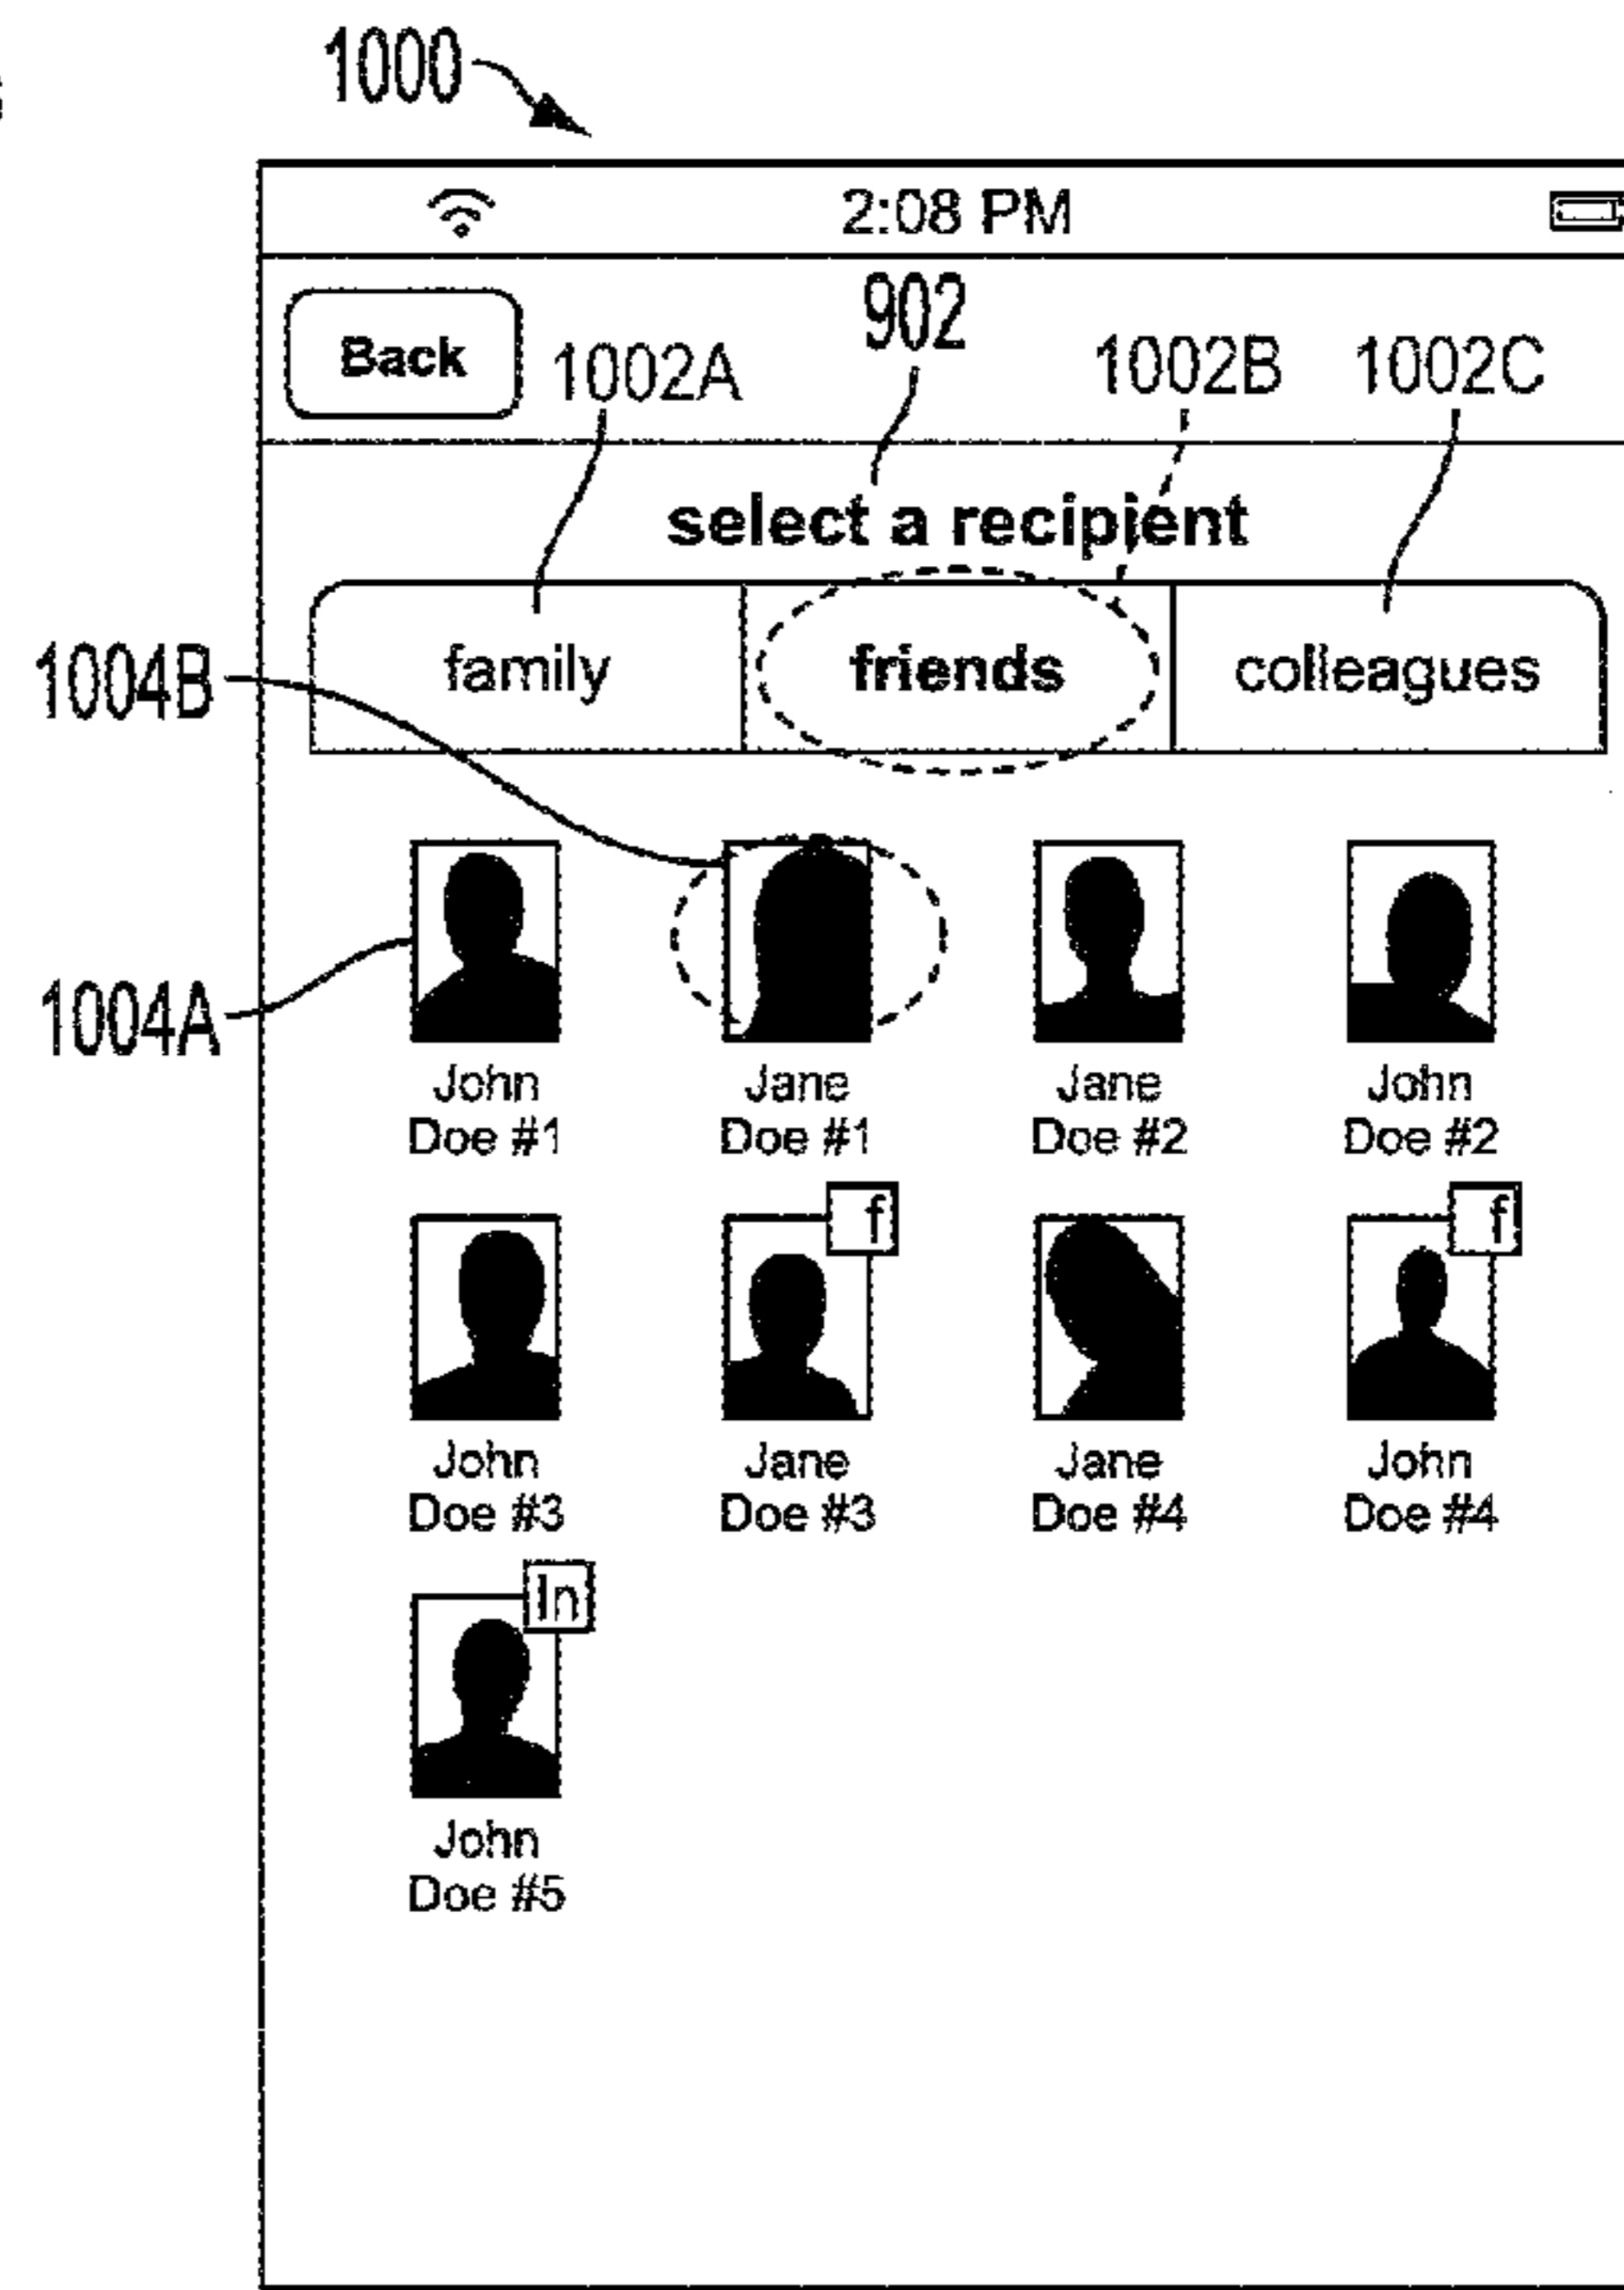 1000
2:08 PM
902
Back 1002A 1002B 1002C
select a recipient
family friends colleagues
1004B
1004A
John Jane Jane John
Doe #1 Doe #1 Doe #2 Doe #2
f f
John Jane Jane John
Doe #3 Doe #3 Doe #4 Doe #4
In
John
Doe #5